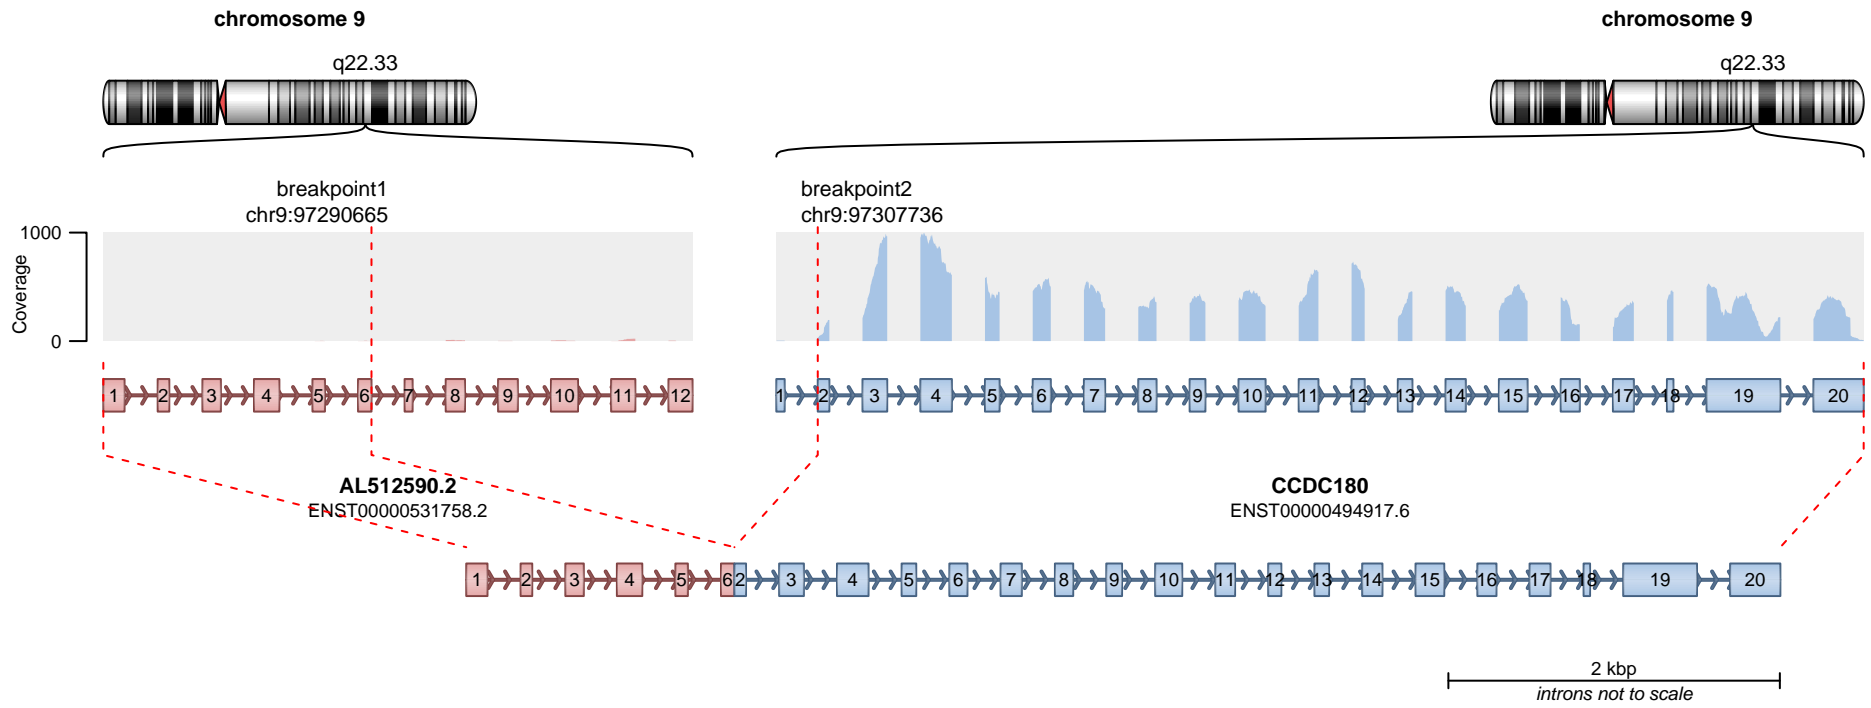 chromosome 9
chromosome 9
q22.33
q22.33
breakpoint1
chr9:97290665
breakpoint2
chr9:97307736
1000
0
Coverage
1 2 3 4 5 6 7 8 9 10 11 12
1 2 3 4 5 6 7 8 9 10 11 12 13 14 15 16 17 18 19 20
AL512590.2
ENST00000531758.2
CCDC180
ENST00000494917.6
1 2 3 4 5 6 2 3 4 5 6 7 8 9 10 11 12 13 14 15 16 17 18 19 20
2 kbp
introns not to scale